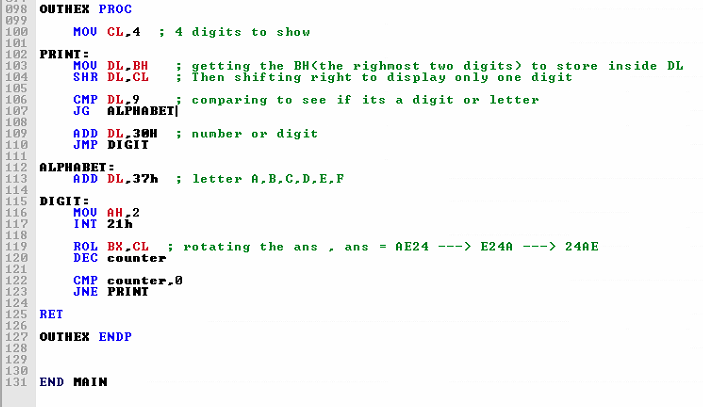 098 OUTHEX PROC
099
100 MOV CL,4 ; 4 digits to show
101
102 PRINT:
103 MOV DL,BH ; getting the BH(the righmost two digits) to store inside DL
104 SHR DL,CL ; Then shifting right to display only one digit
105
106 CMP DL,9 ; comparing to see if its a digit or letter
107 JG ALPHABET
108
109 ADD DL,30H ; number or digit
110 JMP DIGIT
111
112 ALPHABET:
113 ADD DL,37h ; letter A,B,C,D,E,F
114
115 DIGIT:
116 MOV AH,2
117 INT 21h
118
119 ROL BX,CL ; rotating the ans , ans = AE24 ---> E24A ---> 24AE
120 DEC counter
121
122 CMP counter,0
123 JNE PRINT
124
125 RET
126
127 OUTHEX ENDP
128
129
130
131 END MAIN